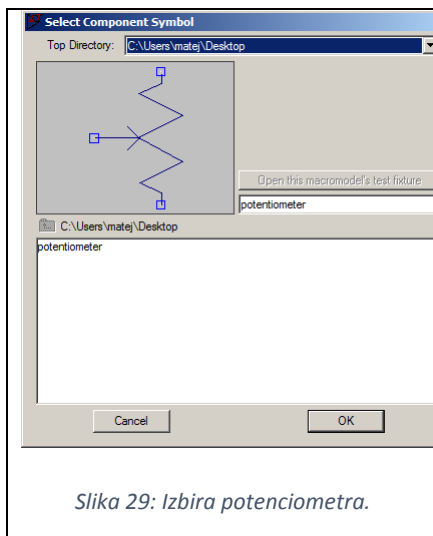 Select Component Symbol
Top Directory: C:\Users\matej\Desktop
Open this macromodel's test fixture
potentiometer
C:\Users\matej\Desktop
potentiometer
Cancel OK
Slika 29: Izbira potenciometra.